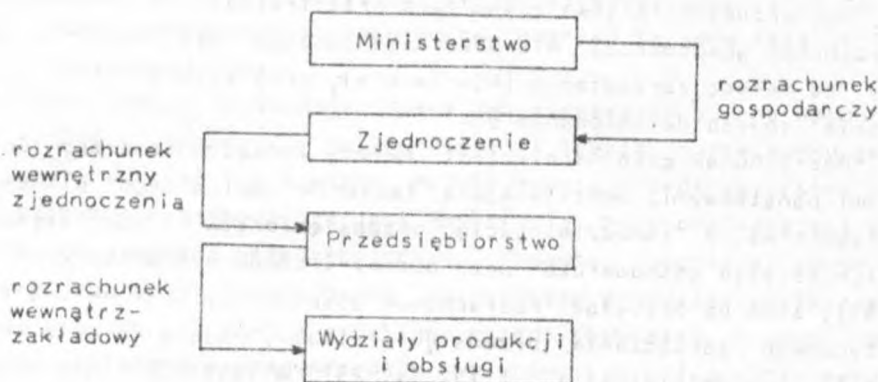 Ministerstwo
rozrachunek
gospodarczy
Zjednoczenie
rozrachunek
wewnętrzny
zjednoczenia
Przedsiębiorstwo
rozrachunek
wewnątrz-
zakładowy
Wydziały produkcji
i obsługi